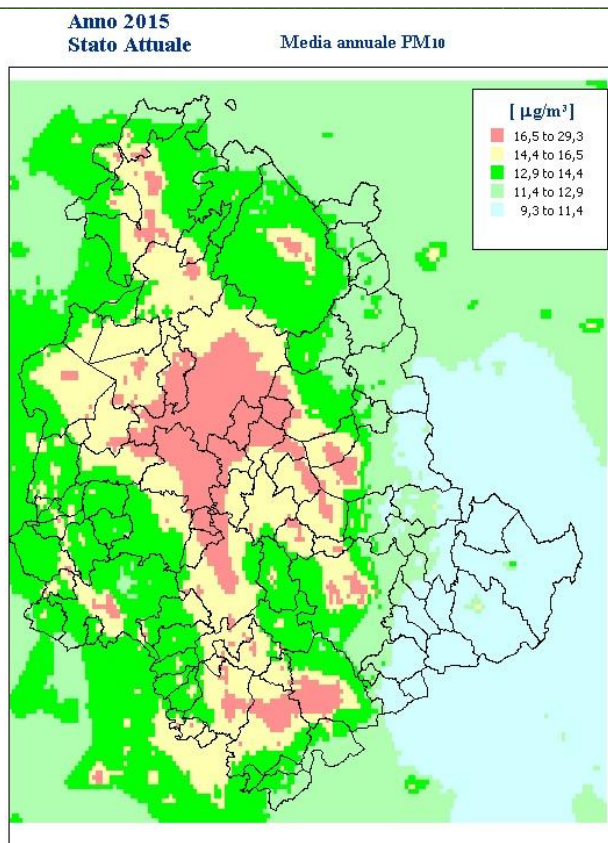 Anno 2015
Stato Attuale
Media annuale PM10
[ µg/m³]
16,5 to 29,3
14,4 to 16,5
12,9 to 14,4
11,4 to 12,9
9,3 to 11,4